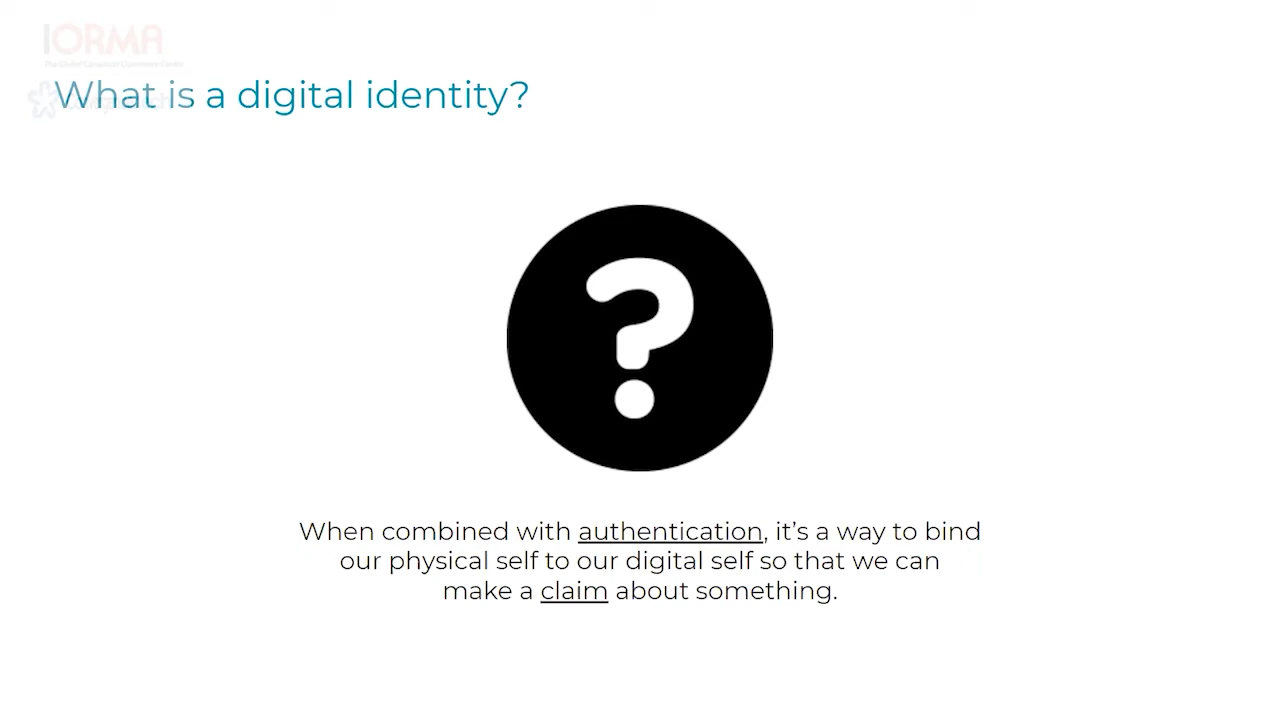 IORMA
What is a digital identity?
?
When combined with authentication, it's a way to bind
our physical self to our digital self so that we can
make a claim about something.